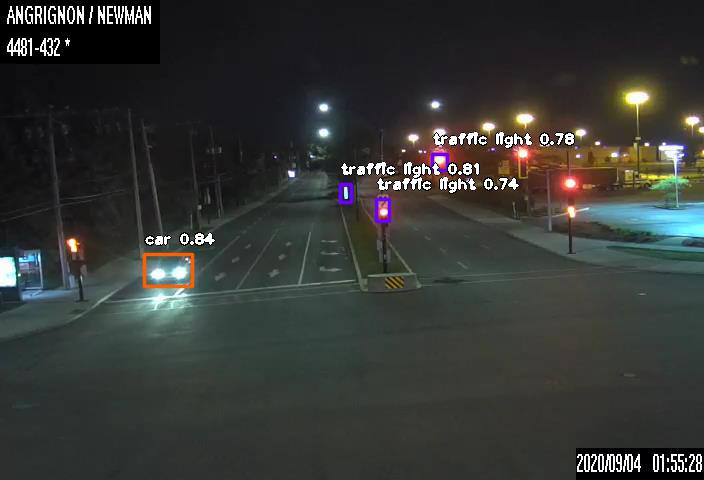 ANGRIGNON / NEWMAN
4481-432 *
traffic light 0.78
traffic light 0.81
traffic light 0.74
car 0.84
2020/09/04 01:55:28